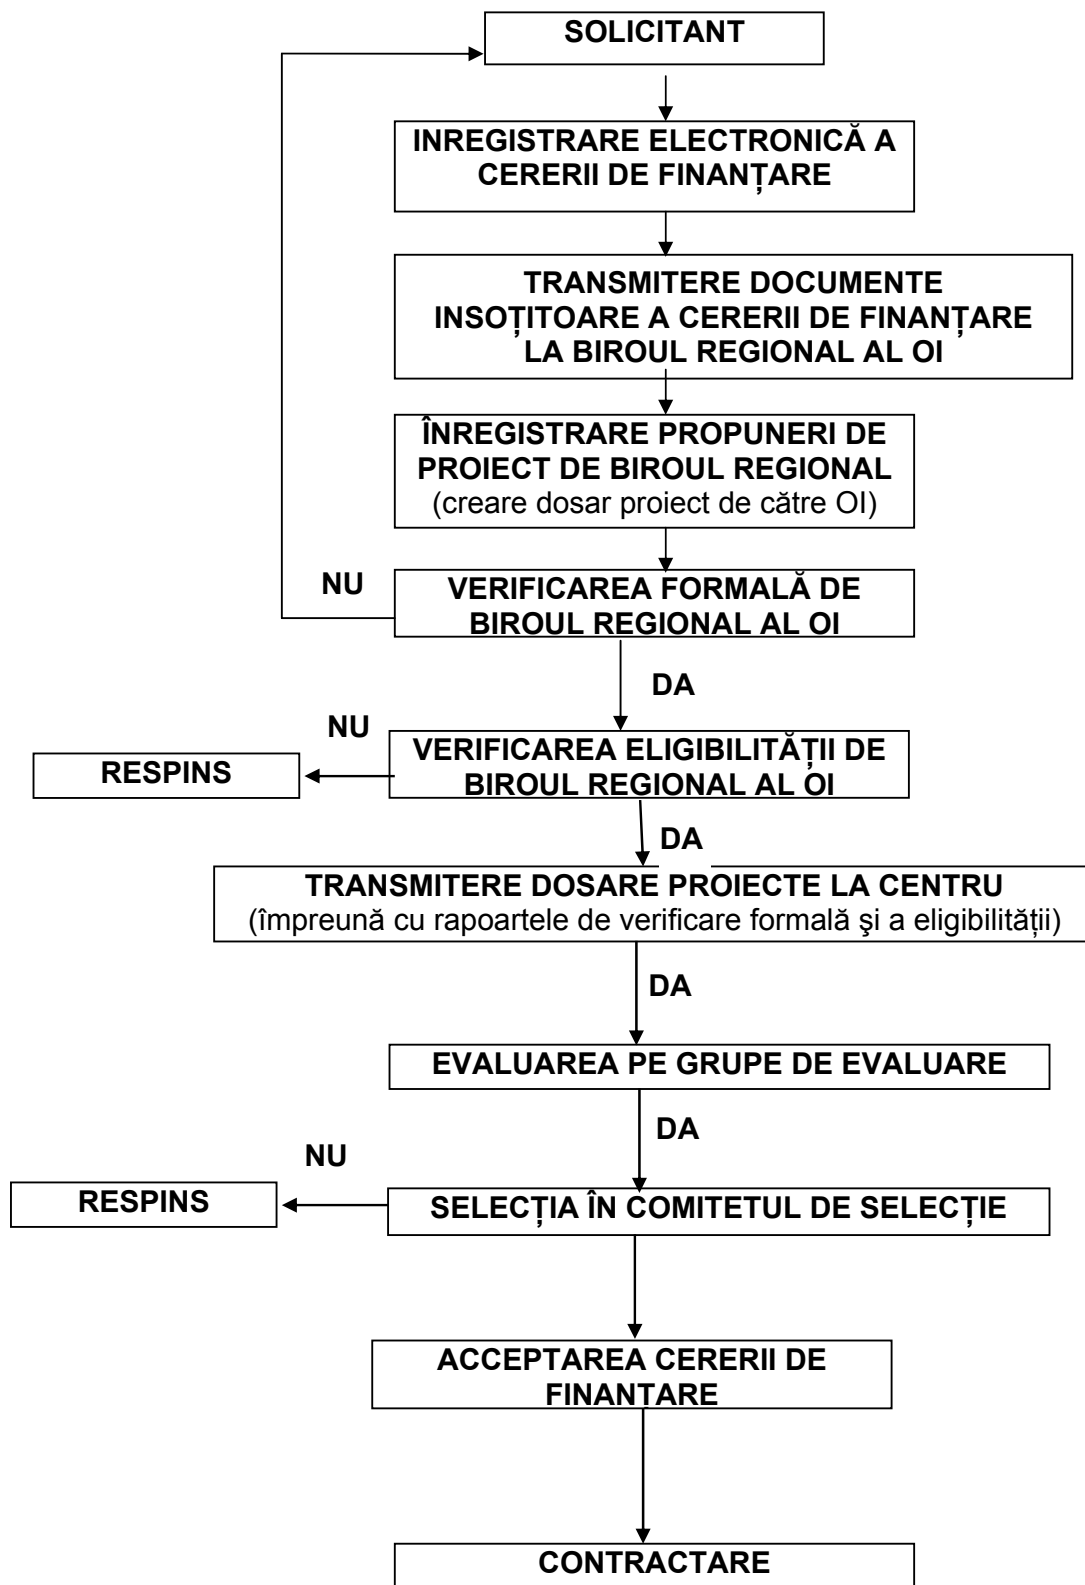 SOLICITANT
INREGISTRARE ELECTRONICĂ A
CERERII DE FINANȚARE
TRANSMITERE DOCUMENTE
INSOȚITOARE A CERERII DE FINANȚARE
LA BIROUL REGIONAL AL OI
ÎNREGISTRARE PROPUNERI DE
PROIECT DE BIROUL REGIONAL
(creare dosar proiect de către OI)
NU
VERIFICAREA FORMALĂ DE
BIROUL REGIONAL AL OI
DA
NU
VERIFICAREA ELIGIBILITĂȚII DE
BIROUL REGIONAL AL OI
RESPINS
DA
TRANSMITERE DOSARE PROIECTE LA CENTRU
(împreună cu rapoartele de verificare formală şi a eligibilității)
DA
EVALUAREA PE GRUPE DE EVALUARE
DA
NU
RESPINS
SELECȚIA ÎN COMITETUL DE SELECȚIE
ACCEPTAREA CERERII DE
FINANȚARE
CONTRACTARE